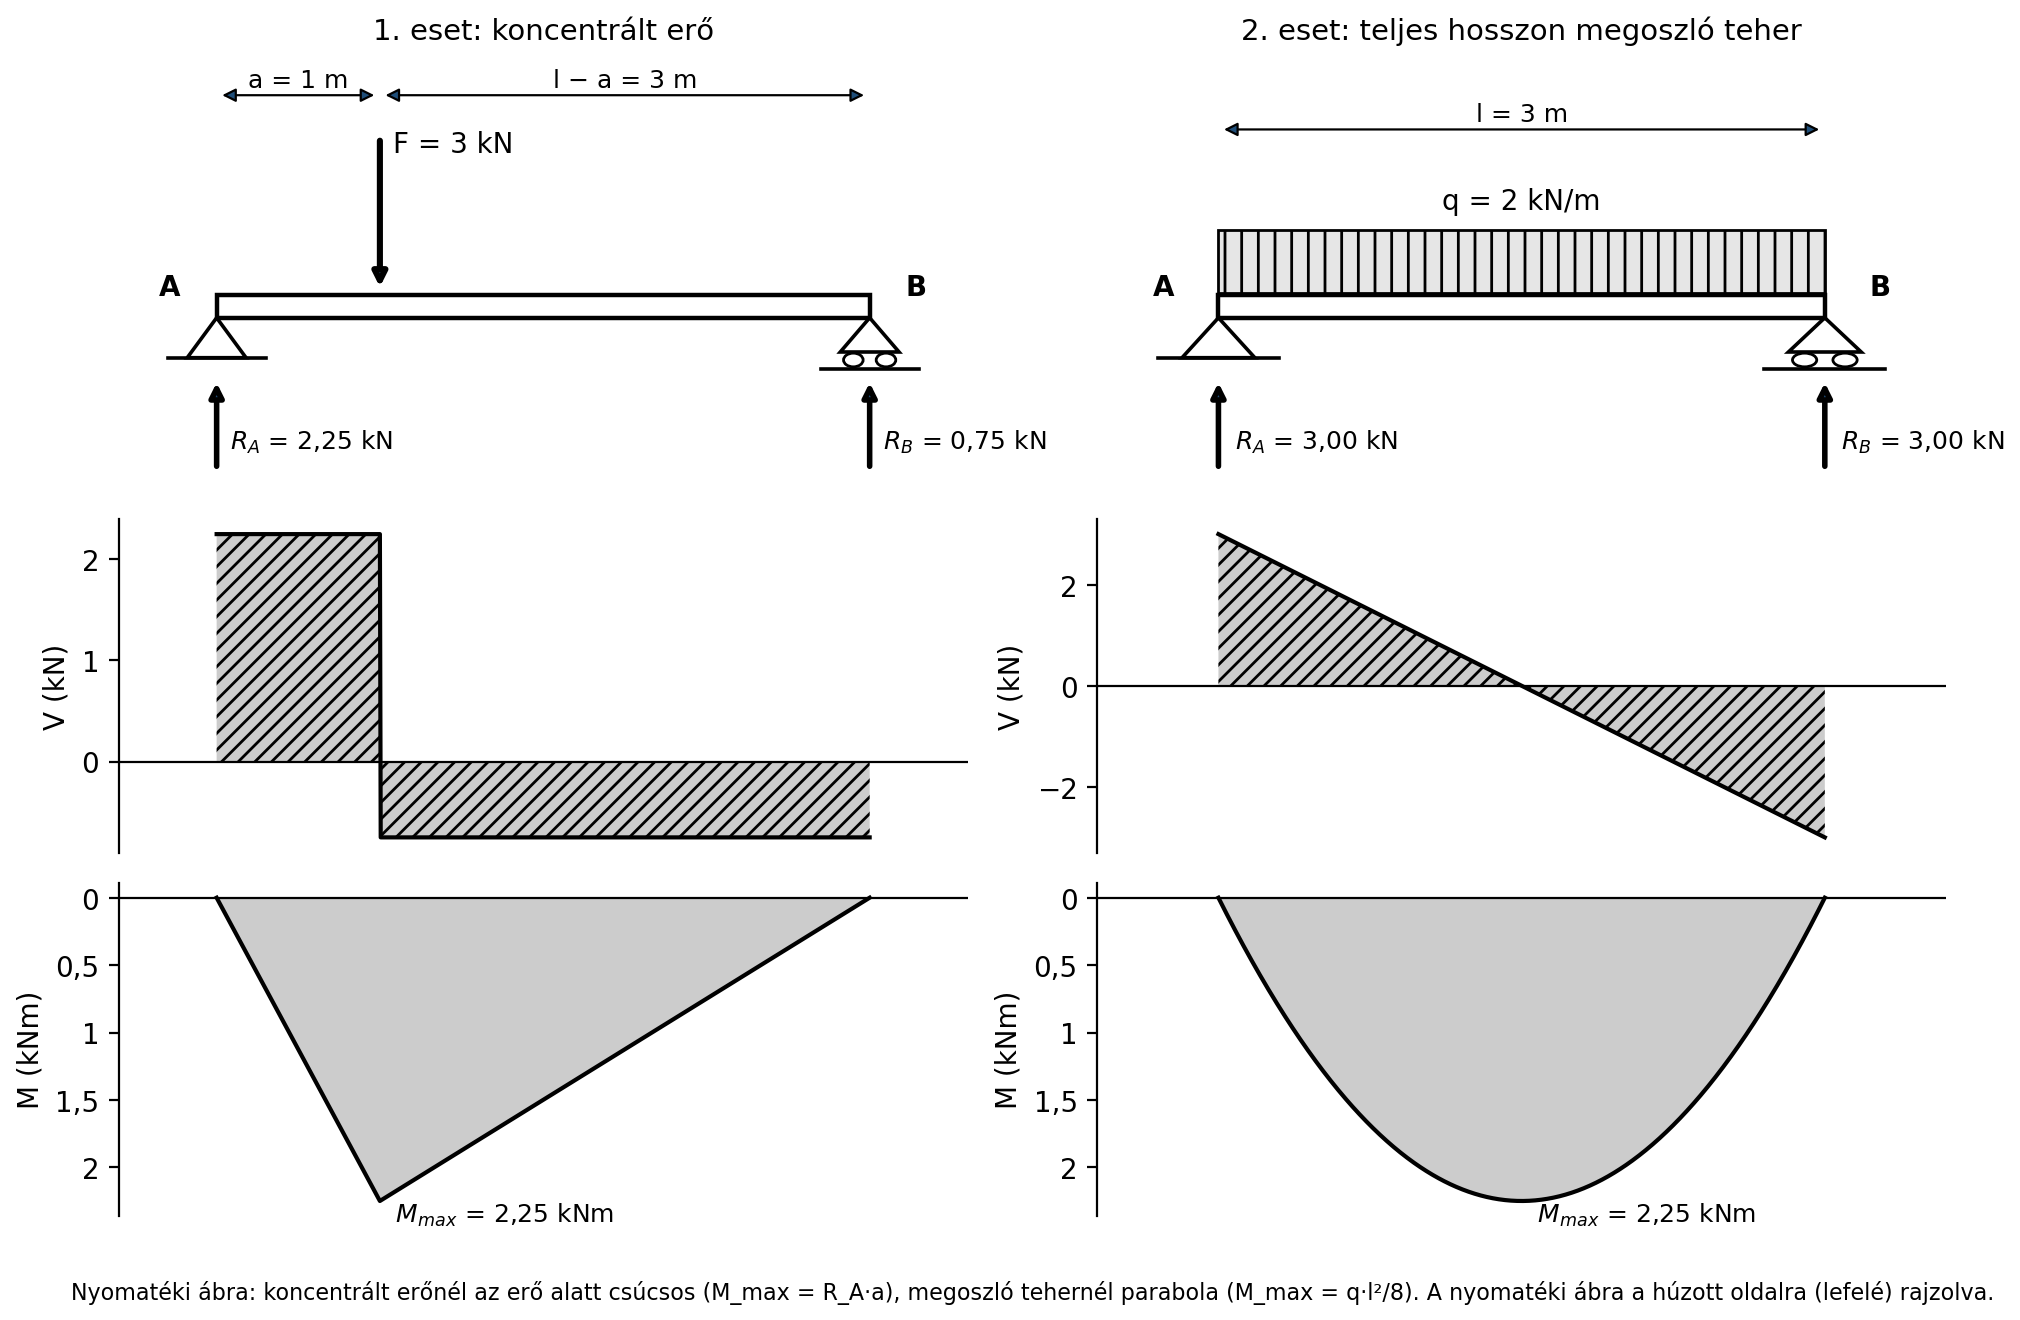 1. eset: koncentrált erő
a = 1 m
l − a = 3 m
F = 3 kN
A
B
R_A = 2,25 kN
R_B = 0,75 kN
2
1
0
V (kN)
0
0,5
1
1,5
2
M (kNm)
M_max = 2,25 kNm
2. eset: teljes hosszon megoszló teher
l = 3 m
q = 2 kN/m
A
B
R_A = 3,00 kN
R_B = 3,00 kN
2
0
−2
V (kN)
0
0,5
1
1,5
2
M (kNm)
M_max = 2,25 kNm
Nyomatéki ábra: koncentrált erőnél az erő alatt csúcsos (M_max = R_A·a), megoszló tehernél parabola (M_max = q·l²/8). A nyomatéki ábra a húzott oldalra (lefelé) rajzolva.